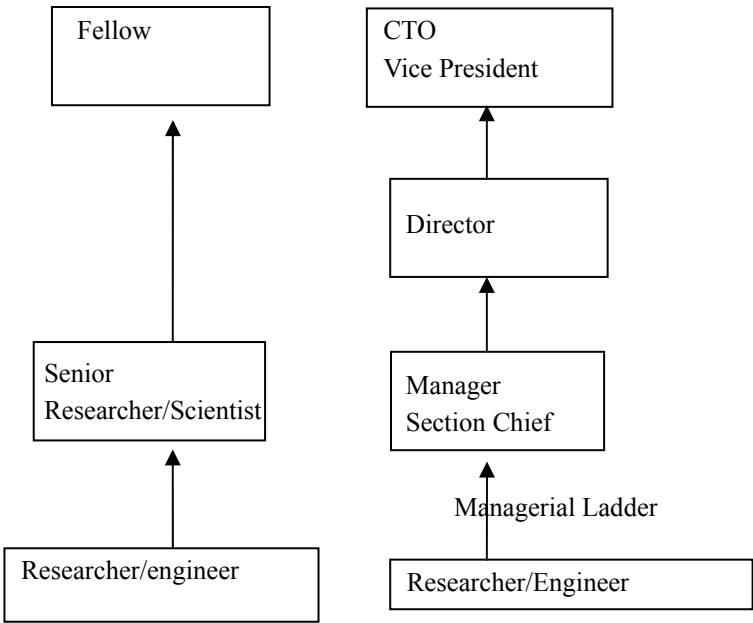 Fellow
CTO
Vice President
Director
Senior
Researcher/Scientist
Manager
Section Chief
Managerial Ladder
Researcher/engineer
Researcher/Engineer